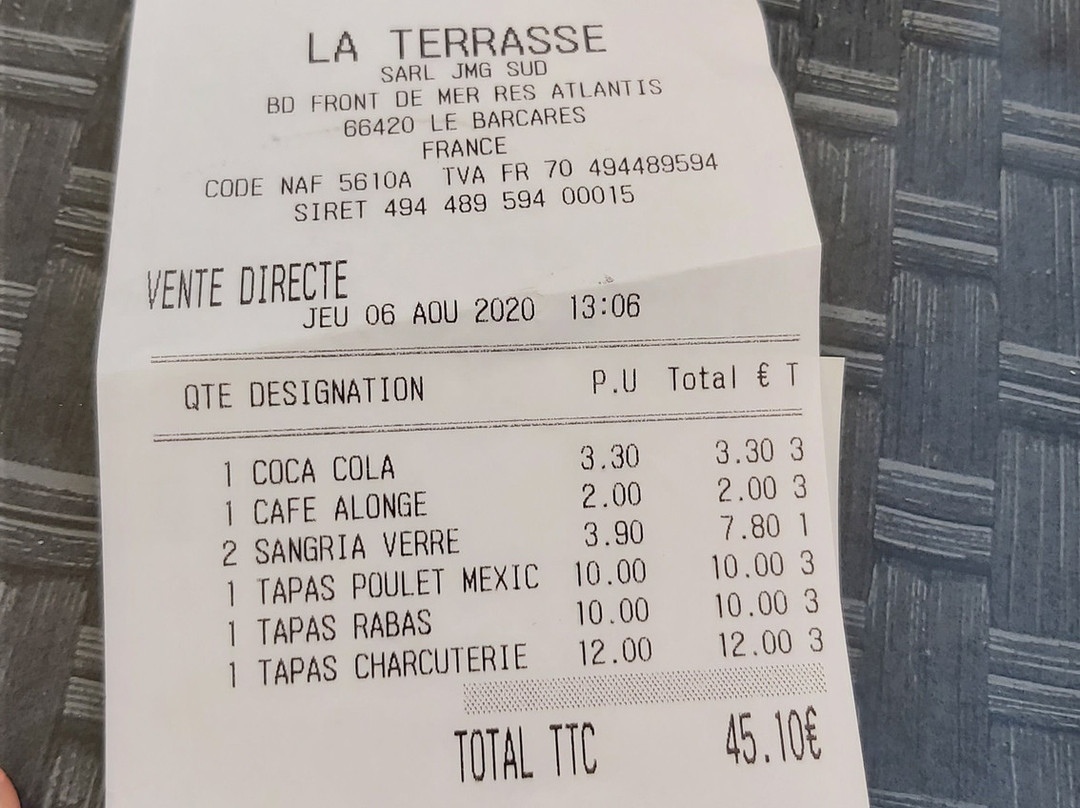 LA TERRASSE
SARL JMG SUD
BD FRONT DE MER RES ATLANTIS
66420 LE BARCARES
FRANCE
CODE NAF 5610A TVA FR 70 494489594
SIRET 494 489 594 00015
VENTE DIRECTE
JEU 06 AOU 2020 13:06
QTE DESIGNATION P.U Total € T
1 COCA COLA 3.30 3.30 3
1 CAFE ALONGE 2.00 2.00 3
2 SANGRIA VERRE 3.90 7.80 1
1 TAPAS POULET MEXIC 10.00 10.00 3
1 TAPAS RABAS 10.00 10.00 3
1 TAPAS CHARCUTERIE 12.00 12.00 3
TOTAL TTC 45.10€